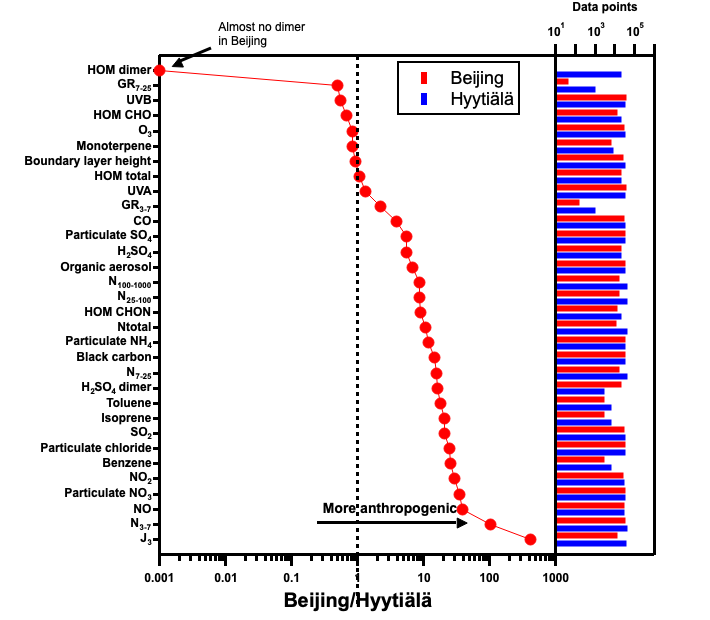 Data points
10¹ 10³ 10⁵
Almost no dimer
in Beijing
Beijing
Hyytiälä
HOM dimer
GR₇₋₂₅
UVB
HOM CHO
O₃
Monoterpene
Boundary layer height
HOM total
UVA
GR₃₋₇
CO
Particulate SO₄
H₂SO₄
Organic aerosol
N₁₀₀₋₁₀₀₀
N₂₅₋₁₀₀
HOM CHON
Ntotal
Particulate NH₄
Black carbon
N₇₋₂₅
H₂SO₄ dimer
Toluene
Isoprene
SO₂
Particulate chloride
Benzene
NO₂
Particulate NO₃
NO
N₃₋₇
J₃
More anthropogenic
0.001 0.01 0.1 1 10 100 1000
Beijing/Hyytiälä